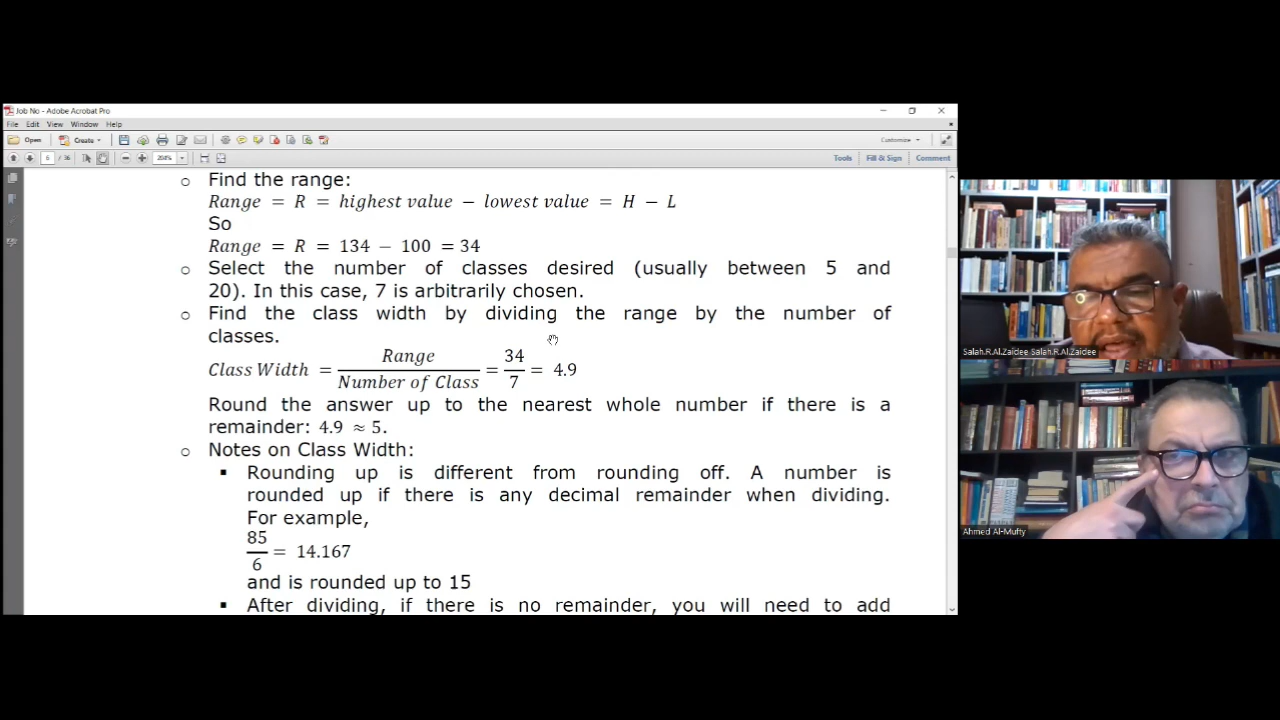 Job No - Adobe Acrobat Pro
File Edit View Window Help
Open Create Customize
6 / 36 204% Tools Fill & Sign Comment
o Find the range:
Range = R = highest value − lowest value = H − L
So
Range = R = 134 − 100 = 34
o Select the number of classes desired (usually between 5 and
20). In this case, 7 is arbitrarily chosen.
o Find the class width by dividing the range by the number of
classes.
Class Width = Range / Number of Class = 34 / 7 = 4.9
Round the answer up to the nearest whole number if there is a
remainder: 4.9 ≈ 5.
o Notes on Class Width:
▪ Rounding up is different from rounding off. A number is
rounded up if there is any decimal remainder when dividing.
For example,
85 / 6 = 14.167
and is rounded up to 15
▪ After dividing, if there is no remainder, you will need to add
Salah.R.Al.Zaidee Salah.R.Al.Zaidee
Ahmed Al-Mufty